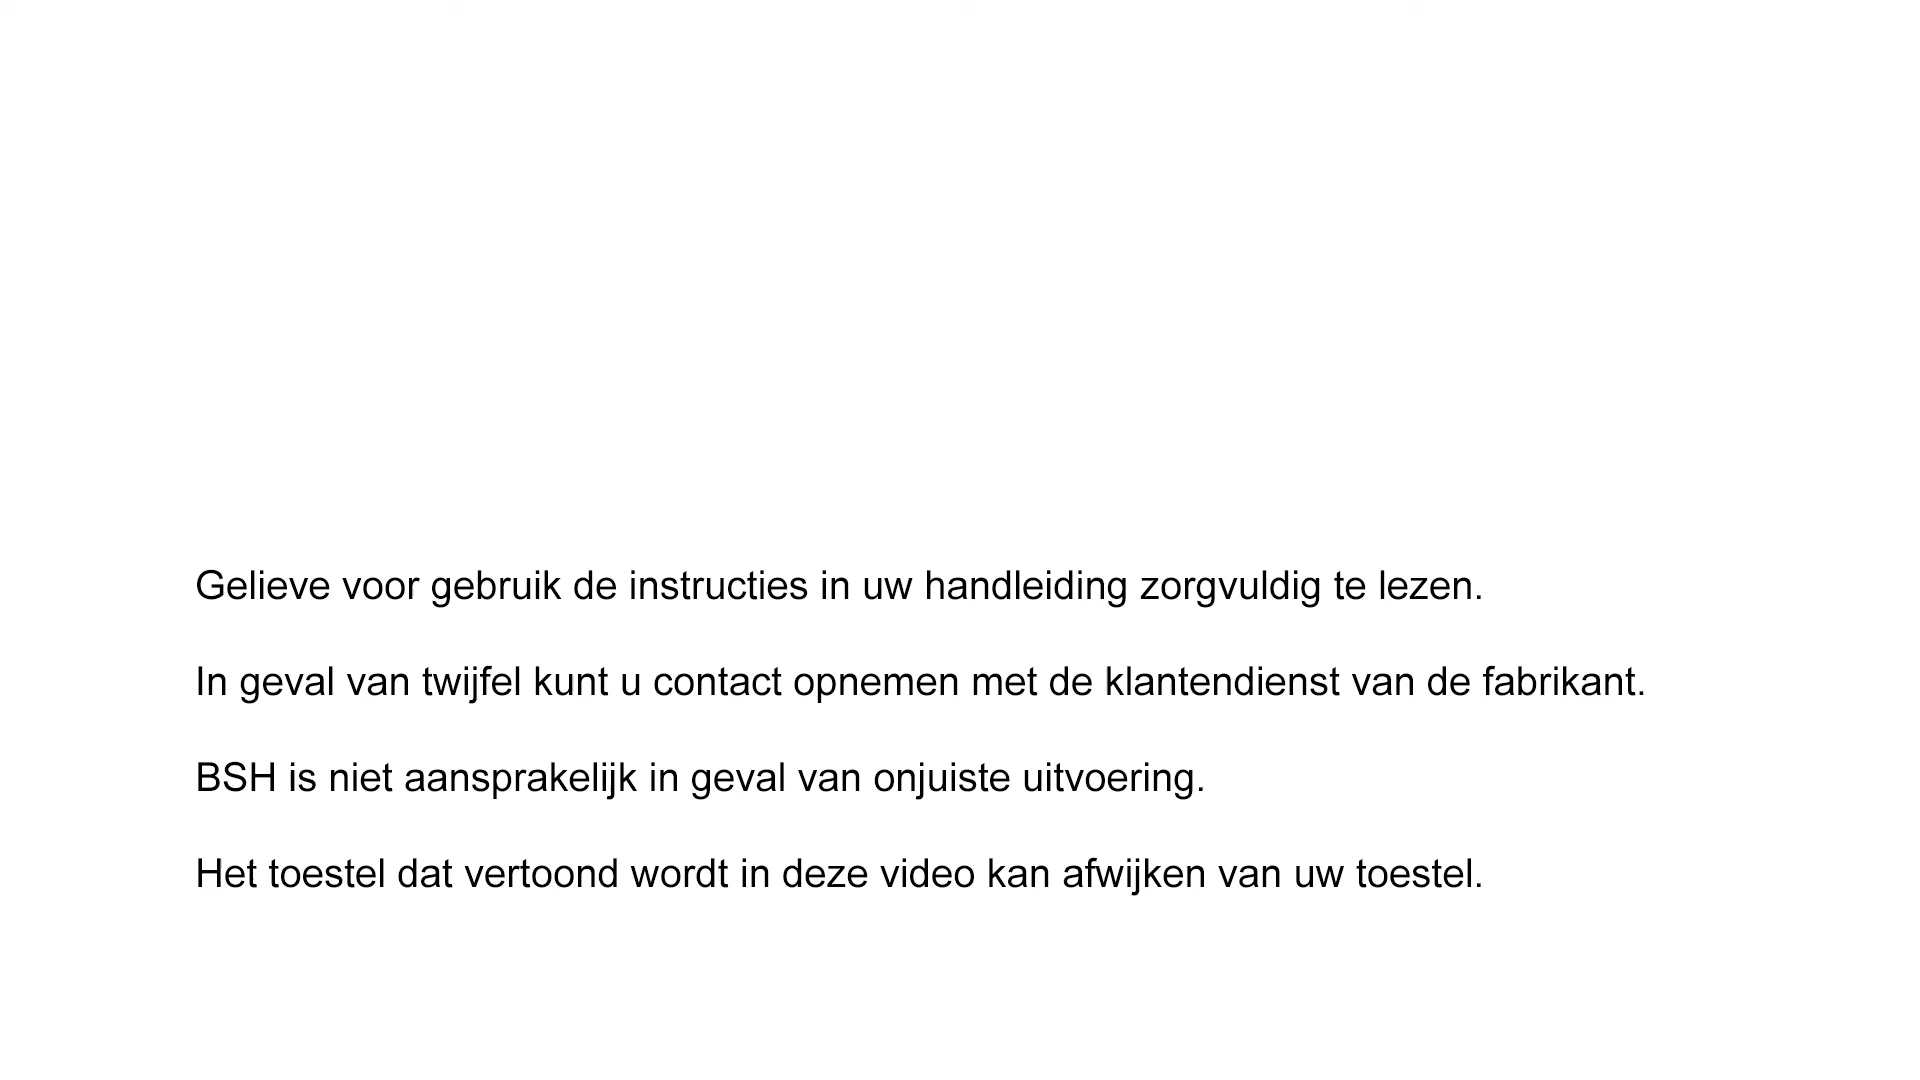 Gelieve voor gebruik de instructies in uw handleiding zorgvuldig te lezen.
In geval van twijfel kunt u contact opnemen met de klantendienst van de fabrikant.
BSH is niet aansprakelijk in geval van onjuiste uitvoering.
Het toestel dat vertoond wordt in deze video kan afwijken van uw toestel.